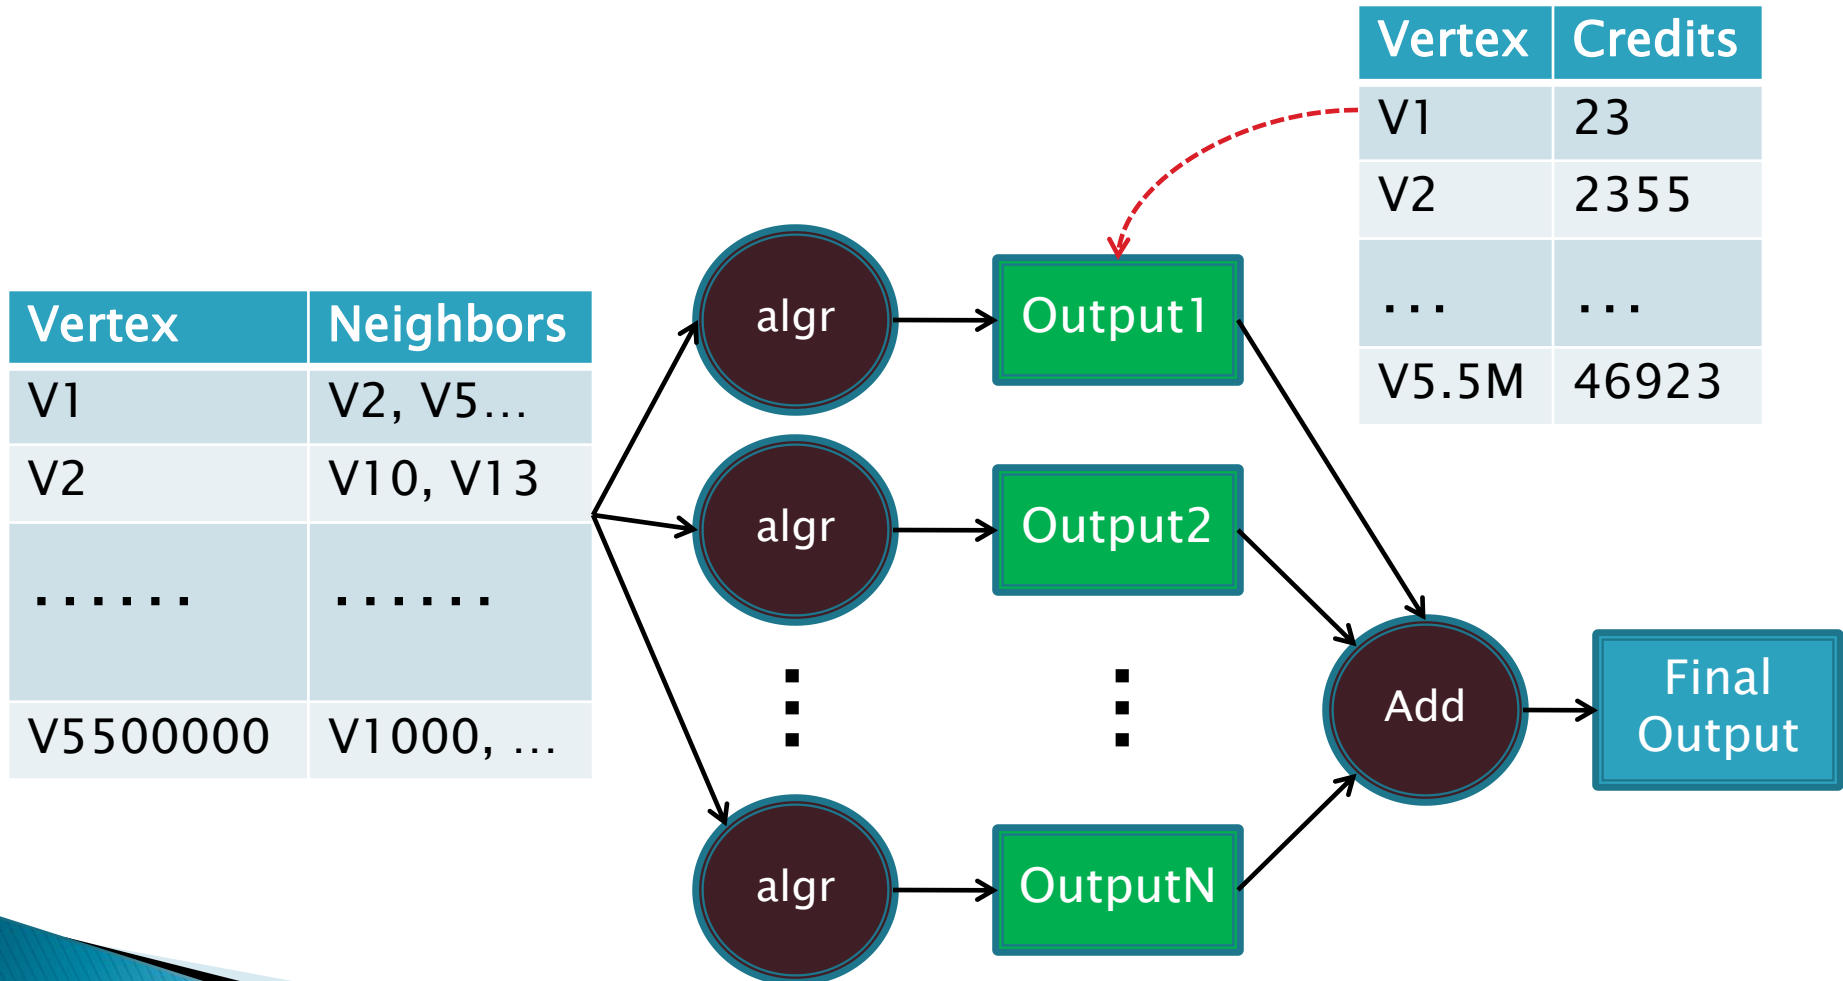 Vertex Credits
V1 23
V2 2355
... ...
V5.5M 46923
Vertex Neighbors
V1 V2, V5...
V2 V10, V13
...... ......
V5500000 V1000, ...
algr
Output1
algr
Output2
algr
OutputN
Add
Final
Output